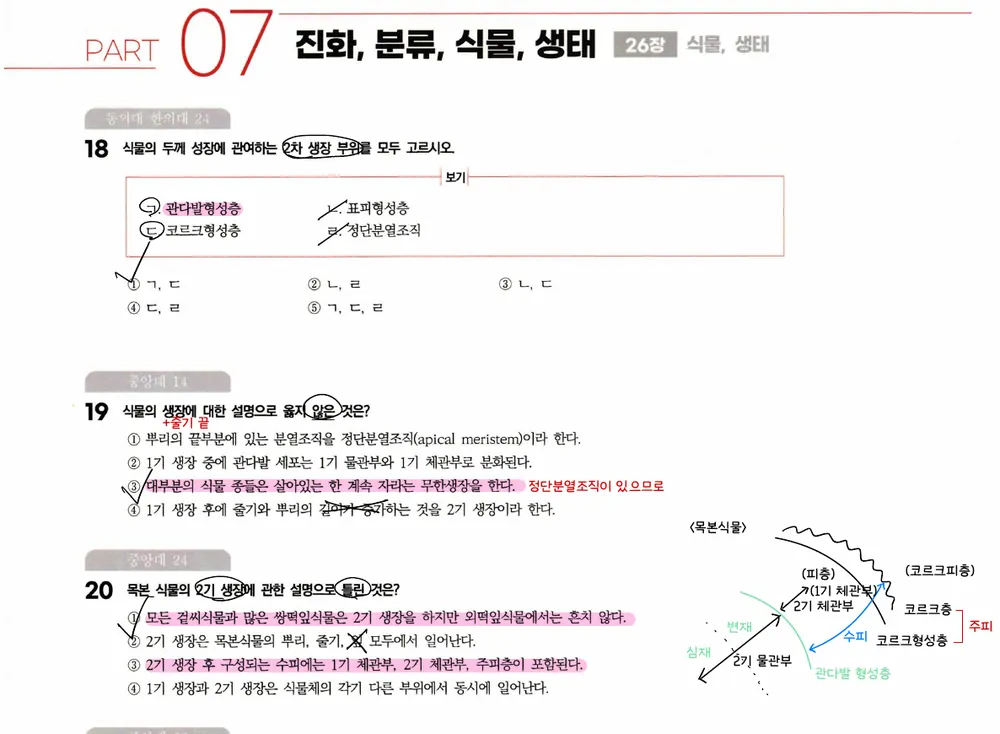 PART 07 진화, 분류, 식물, 생태 26장 식물, 생태
동의대 한의대 24
18 식물의 두께 성장에 관여하는 2차 생장 부위를 모두 고르시오.
보기
ㄱ. 관다발형성층 ㄴ. 표피형성층
ㄷ. 코르크형성층 ㄹ. 정단분열조직
① ㄱ, ㄷ ② ㄴ, ㄹ ③ ㄴ, ㄷ
④ ㄷ, ㄹ ⑤ ㄱ, ㄷ, ㄹ
중앙대 14
19 식물의 생장에 대한 설명으로 옳지 않은 것은?
+줄기 끝
① 뿌리의 끝부분에 있는 분열조직을 정단분열조직(apical meristem)이라 한다.
② 1기 생장 중에 관다발 세포는 1기 물관부와 1기 체관부로 분화된다.
③ 대부분의 식물 종들은 살아있는 한 계속 자라는 무한생장을 한다. 정단분열조직이 있으므로
④ 1기 생장 후에 줄기와 뿌리의 길이가 증가하는 것을 2기 생장이라 한다.
중앙대 24
20 목본 식물의 2기 생장에 관한 설명으로 틀린 것은?
① 모든 겉씨식물과 많은 쌍떡잎식물은 2기 생장을 하지만 외떡잎식물에서는 흔치 않다.
② 2기 생장은 목본식물의 뿌리, 줄기, 잎 모두에서 일어난다.
③ 2기 생장 후 구성되는 수피에는 1기 체관부, 2기 체관부, 주피층이 포함된다.
④ 1기 생장과 2기 생장은 식물체의 각기 다른 부위에서 동시에 일어난다.
〈목본식물〉
(피층)
(코르크피층)
(1기 체관부)
2기 체관부
코르크층
주피
변재
수피
코르크형성층
심재
2기 물관부
관다발 형성층